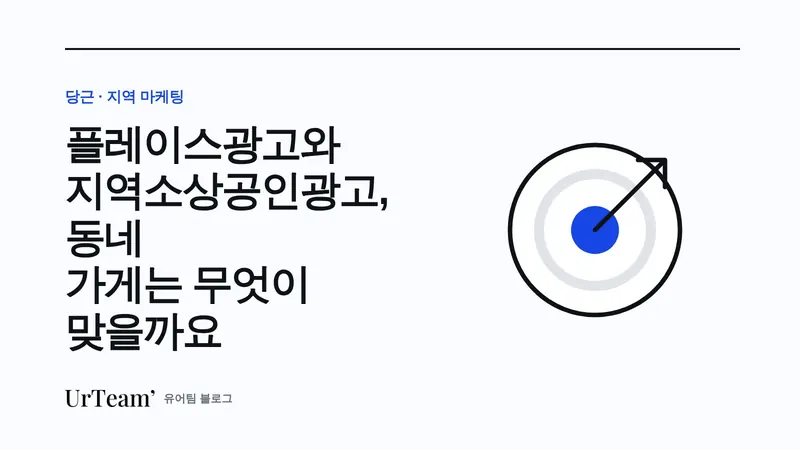 당근 · 지역 마케팅
플레이스광고와
지역소상공인광고,
동네
가게는 무엇이
맞을까요
UrTeam’ 유어팀 블로그